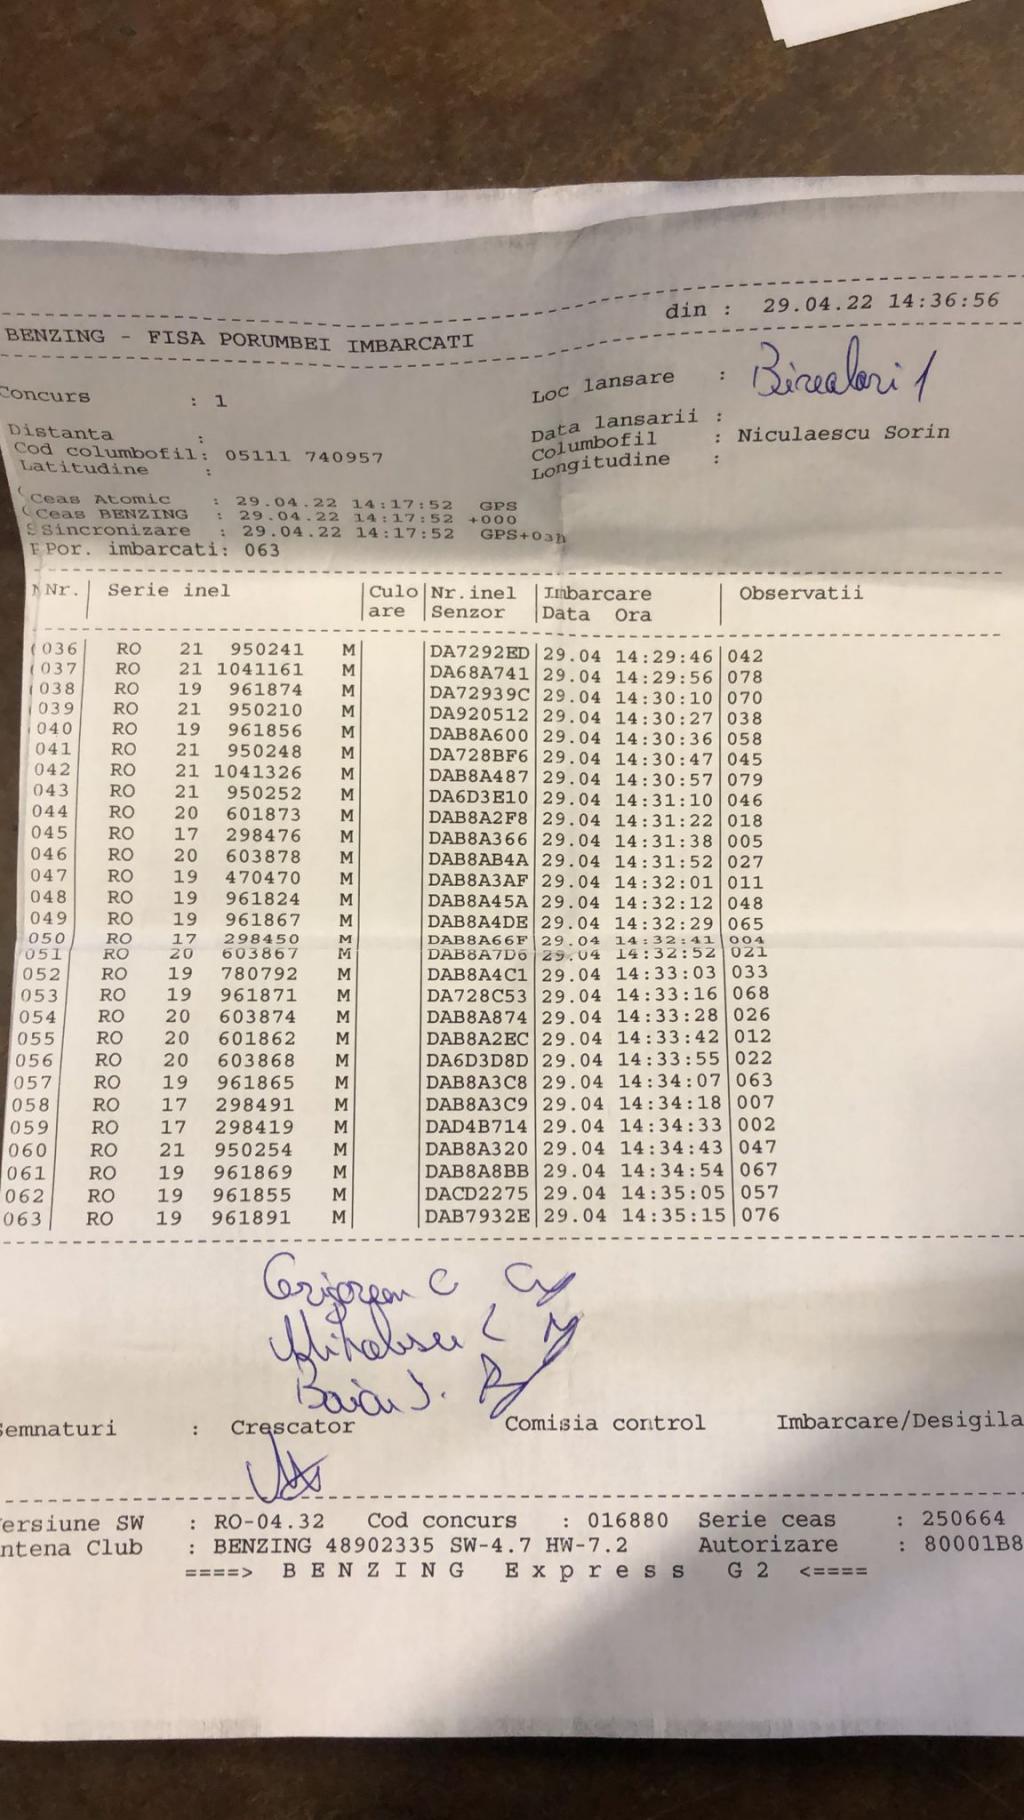 din : 29.04.22 14:36:56
BENZING - FISA PORUMBEI IMBARCATI
Concurs : 1 Loc lansare :
Distanta : Data lansarii :
Cod columbofil: 05111 740957 Columbofil : Niculaescu Sorin
Latitudine : Longitudine :
Ceas Atomic : 29.04.22 14:17:52 GPS
Ceas BENZING : 29.04.22 14:17:52 +000
Sincronizare : 29.04.22 14:17:52 GPS+03h
Por. imbarcati: 063
Nr. Serie inel Culo Nr.inel Imbarcare Observatii
are Senzor Data Ora
036 RO 21 950241 M DA7292ED 29.04 14:29:46 042
037 RO 21 1041161 M DA68A741 29.04 14:29:56 078
038 RO 19 961874 M DA72939C 29.04 14:30:10 070
039 RO 21 950210 M DA920512 29.04 14:30:27 038
040 RO 19 961856 M DAB8A600 29.04 14:30:36 058
041 RO 21 950248 M DA728BF6 29.04 14:30:47 045
042 RO 21 1041326 M DAB8A487 29.04 14:30:57 079
043 RO 21 950252 M DA6D3E10 29.04 14:31:10 046
044 RO 20 601873 M DAB8A2F8 29.04 14:31:22 018
045 RO 17 298476 M DAB8A366 29.04 14:31:38 005
046 RO 20 603878 M DAB8AB4A 29.04 14:31:52 027
047 RO 19 470470 M DAB8A3AF 29.04 14:32:01 011
048 RO 19 961824 M DAB8A45A 29.04 14:32:12 048
049 RO 19 961867 M DAB8A4DE 29.04 14:32:29 065
050 RO 17 298450 M DAB8A66F 29.04 14:32:41 004
051 RO 20 603867 M DAB8A7D6 29.04 14:32:52 021
052 RO 19 780792 M DAB8A4C1 29.04 14:33:03 033
053 RO 19 961871 M DA728C53 29.04 14:33:16 068
054 RO 20 603874 M DAB8A874 29.04 14:33:28 026
055 RO 20 601862 M DAB8A2EC 29.04 14:33:42 012
056 RO 20 603868 M DA6D3D8D 29.04 14:33:55 022
057 RO 19 961865 M DAB8A3C8 29.04 14:34:07 063
058 RO 17 298491 M DAB8A3C9 29.04 14:34:18 007
059 RO 17 298419 M DAD4B714 29.04 14:34:33 002
060 RO 21 950254 M DAB8A320 29.04 14:34:43 047
061 RO 19 961869 M DAB8A8BB 29.04 14:34:54 067
062 RO 19 961855 M DACD2275 29.04 14:35:05 057
063 RO 19 961891 M DAB7932E 29.04 14:35:15 076
Semnaturi : Crescator Comisia control Imbarcare/Desigila
ersiune SW : RO-04.32 Cod concurs : 016880 Serie ceas : 250664
ntena Club : BENZING 48902335 SW-4.7 HW-7.2 Autorizare : 80001B8
====> B E N Z I N G E x p r e s s G 2 <====